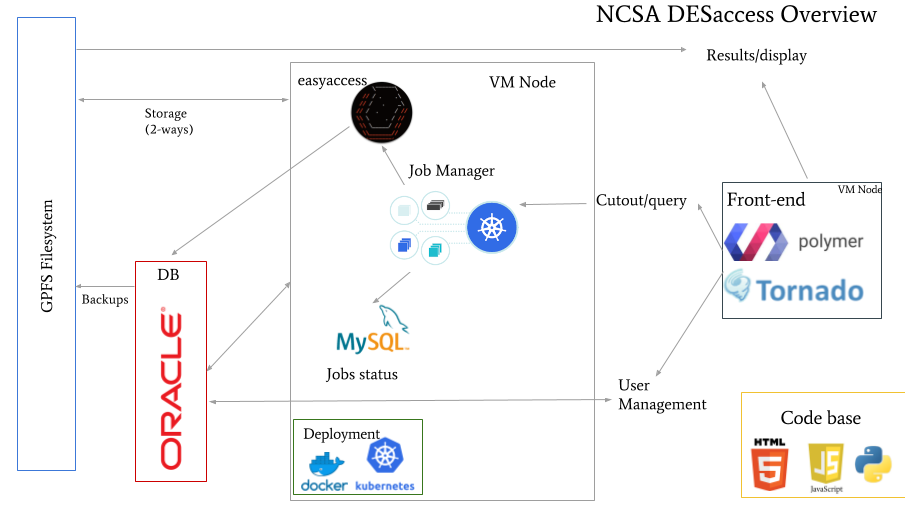 NCSA DESaccess Overview
Results/display
easyaccess
VM Node
Storage
(2-ways)
Job Manager
VM Node
Front-end
Cutout/query
polymer
Tornado
GPFS Filesystem
DB
Backups
ORACLE®
MySQL™
Jobs status
User
Management
Deployment
docker
kubernetes
Code base
HTML
5
JS
JavaScript